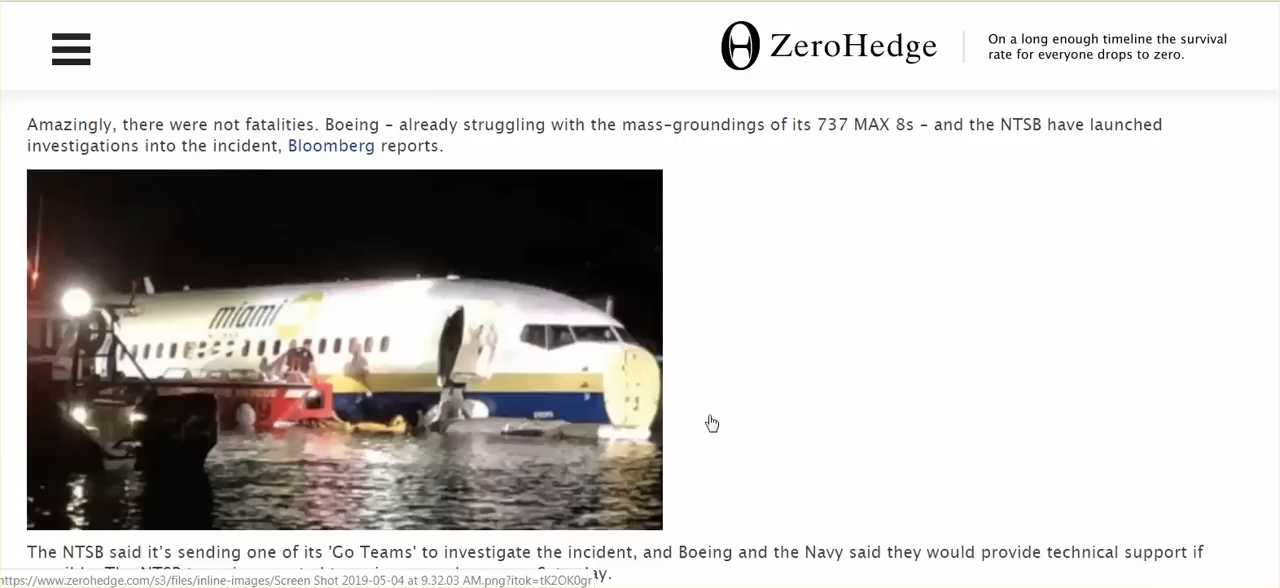 ZeroHedge
On a long enough timeline the survival
rate for everyone drops to zero.
Amazingly, there were not fatalities. Boeing – already struggling with the mass-groundings of its 737 MAX 8s – and the NTSB have launched
investigations into the incident, Bloomberg reports.
miami
The NTSB said it's sending one of its 'Go Teams' to investigate the incident, and Boeing and the Navy said they would provide technical support if
https://www.zerohedge.com/s3/files/inline-images/Screen Shot 2019-05-04 at 9.32.03 AM.png?itok=tK2OK0gr